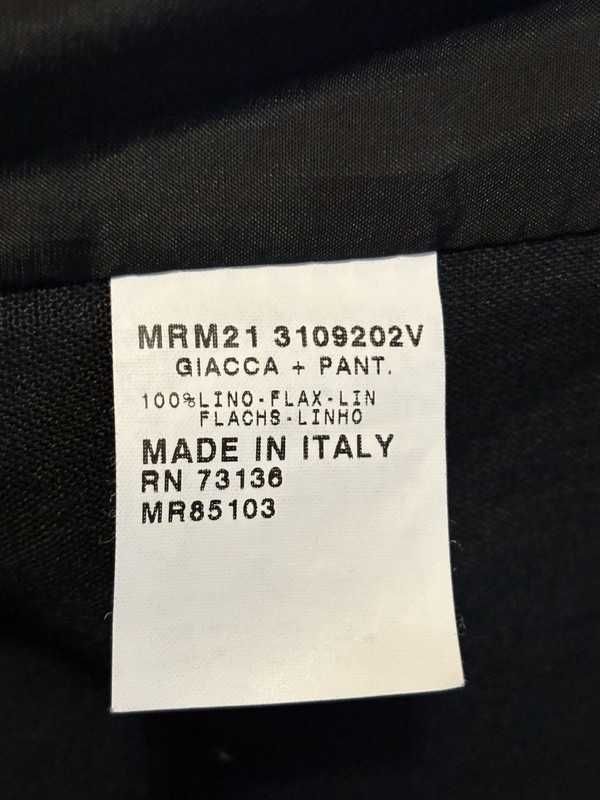 MRM21 3109202V
GIACCA + PANT.
100%LINO-FLAX-LIN
FLACHS-LINHO
MADE IN ITALY
RN 73136
MR85103